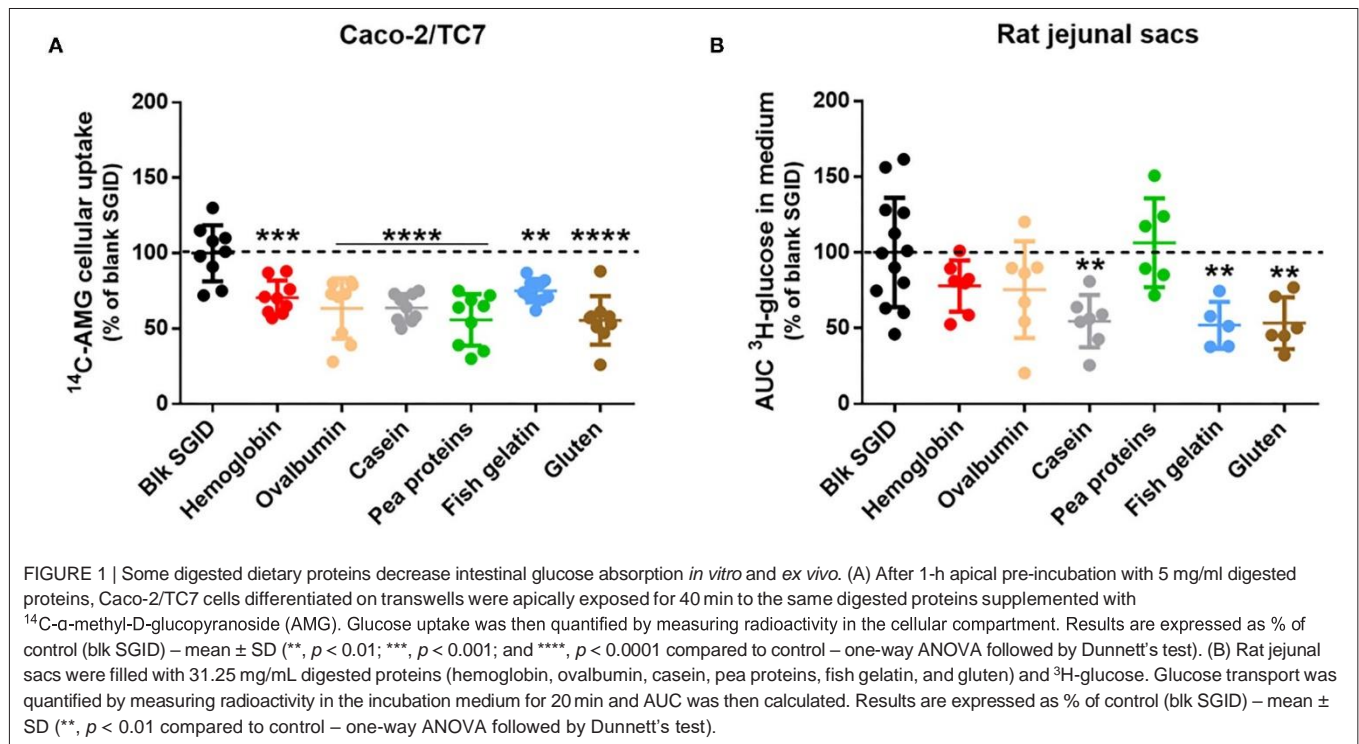 A
Caco-2/TC7
¹⁴C-AMG cellular uptake
(% of blank SGID)
200
150
100
50
0
***
****
**
****
Blk SGID
Hemoglobin
Ovalbumin
Casein
Pea proteins
Fish gelatin
Gluten
B
Rat jejunal sacs
AUC ³H-glucose in medium
(% of blank SGID)
200
150
100
50
0
**
**
**
Blk SGID
Hemoglobin
Ovalbumin
Casein
Pea proteins
Fish gelatin
Gluten
FIGURE 1 | Some digested dietary proteins decrease intestinal glucose absorption in vitro and ex vivo. (A) After 1-h apical pre-incubation with 5 mg/ml digested
proteins, Caco-2/TC7 cells differentiated on transwells were apically exposed for 40 min to the same digested proteins supplemented with
¹⁴C-α-methyl-D-glucopyranoside (AMG). Glucose uptake was then quantified by measuring radioactivity in the cellular compartment. Results are expressed as % of
control (blk SGID) – mean ± SD (**, p < 0.01; ***, p < 0.001; and ****, p < 0.0001 compared to control – one-way ANOVA followed by Dunnett's test). (B) Rat jejunal
sacs were filled with 31.25 mg/mL digested proteins (hemoglobin, ovalbumin, casein, pea proteins, fish gelatin, and gluten) and ³H-glucose. Glucose transport was
quantified by measuring radioactivity in the incubation medium for 20 min and AUC was then calculated. Results are expressed as % of control (blk SGID) – mean ±
SD (**, p < 0.01 compared to control – one-way ANOVA followed by Dunnett's test).